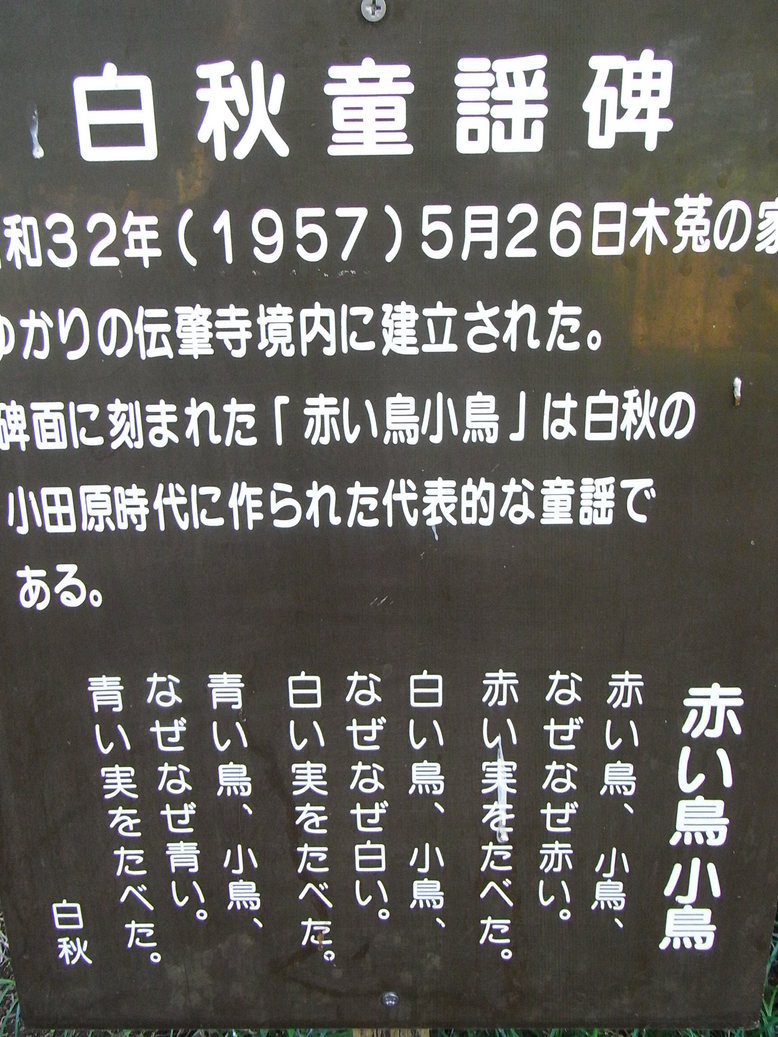 白秋童謡碑
和32年(1957)5月26日木菟の家
ゆかりの伝肇寺境内に建立された。
碑面に刻まれた「赤い鳥小鳥」は白秋の
小田原時代に作られた代表的な童謡で
ある。
赤い鳥小鳥
赤い鳥、小鳥、
なぜなぜ赤い。
赤い実をたべた。
白い鳥、小鳥、
なぜなぜ白い。
白い実をたべた。
青い鳥、小鳥、
なぜなぜ青い。
青い実をたべた。
白秋